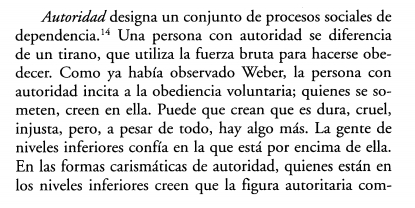 Autoridad designa un conjunto de procesos sociales de
dependencia.¹⁴ Una persona con autoridad se diferencia
de un tirano, que utiliza la fuerza bruta para hacerse obe-
decer. Como ya había observado Weber, la persona con
autoridad incita a la obediencia voluntaria; quienes se so-
meten, creen en ella. Puede que crean que es dura, cruel,
injusta, pero, a pesar de todo, hay algo más. La gente de
niveles inferiores confía en la que está por encima de ella.
En las formas carismáticas de autoridad, quienes están en
los niveles inferiores creen que la figura autoritaria com-